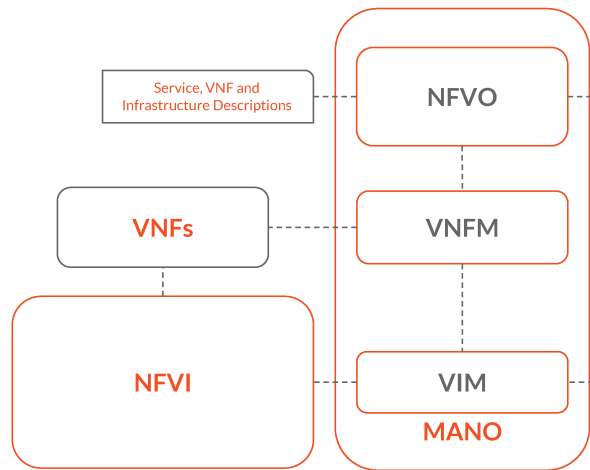 Service, VNF and
Infrastructure Descriptions
NFVO
VNFs
VNFM
NFVI
VIM
MANO